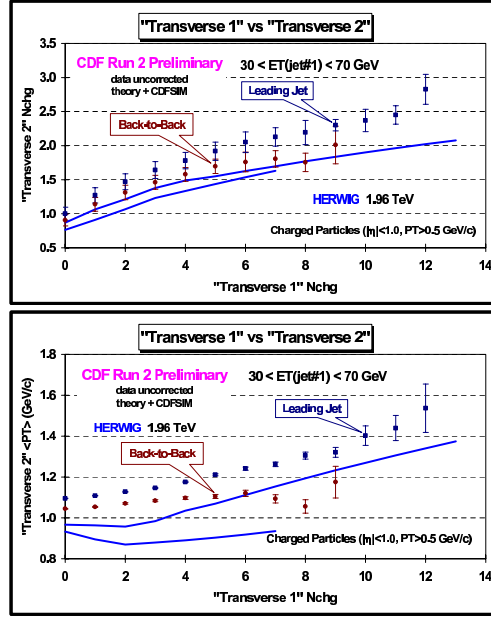 "Transverse 1" vs "Transverse 2"
3.0
CDF Run 2 Preliminary
30 < ET(jet#1) < 70 GeV
data uncorrected
theory + CDFSIM
Leading Jet
2.5
Back-to-Back
2.0
1.5
HERWIG 1.96 TeV
1.0
Charged Particles (|η|<1.0, PT>0.5 GeV/c)
0.5
0 2 4 6 8 10 12 14
"Transverse 1" Nchg
"Transverse 2" Nchg
"Transverse 1" vs "Transverse 2"
1.8
CDF Run 2 Preliminary
30 < ET(jet#1) < 70 GeV
data uncorrected
theory + CDFSIM
1.6
HERWIG 1.96 TeV
Leading Jet
1.4
Back-to-Back
1.2
1.0
Charged Particles (|η|<1.0, PT>0.5 GeV/c)
0.8
0 2 4 6 8 10 12 14
"Transverse 1" Nchg
"Transverse 2" <PT> (GeV/c)